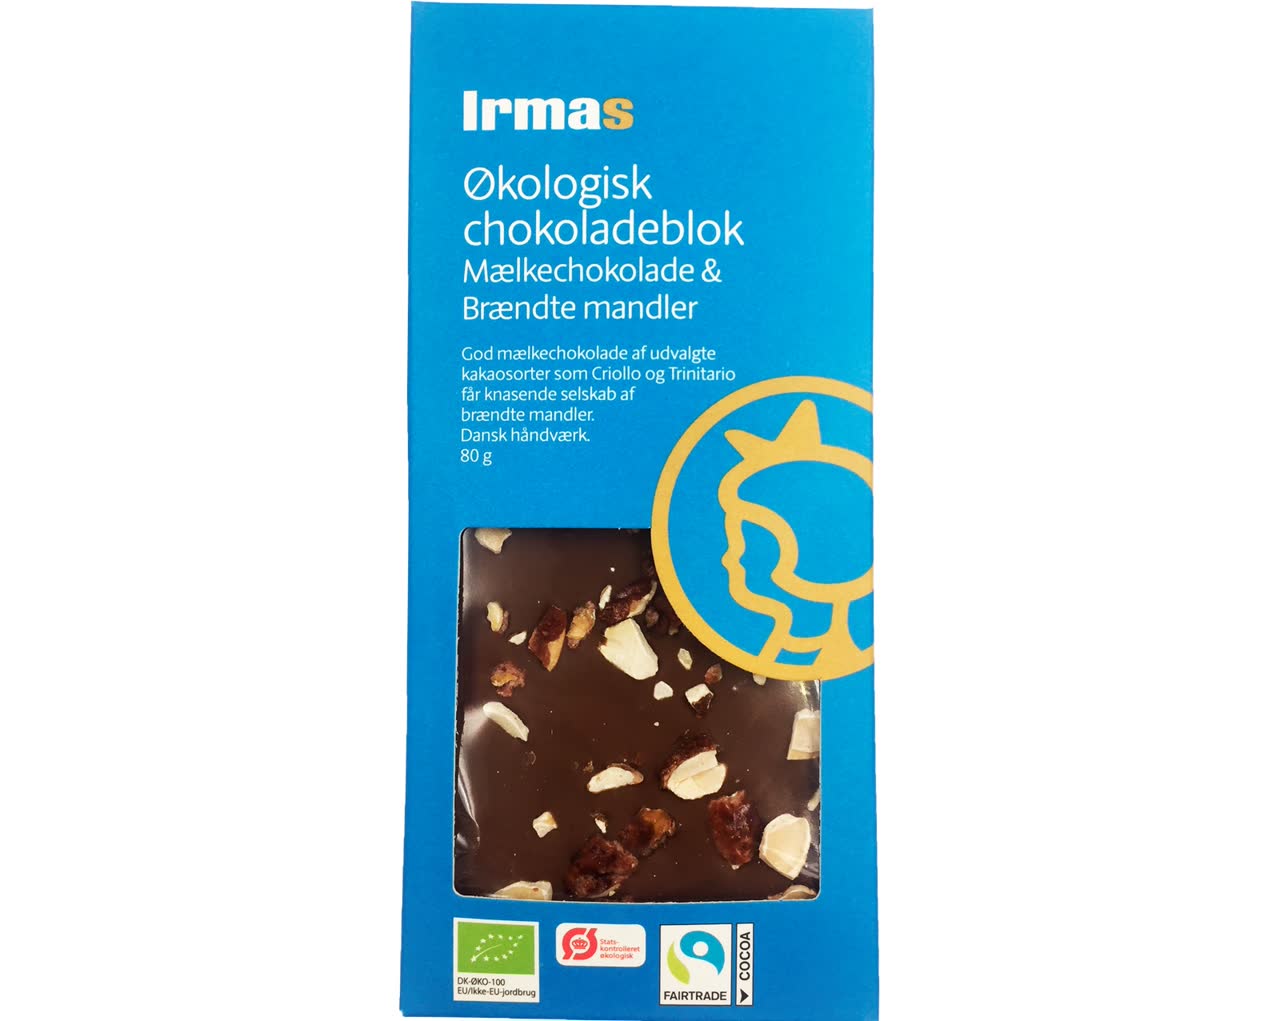 Irmas
Økologisk
chokoladeblok
Mælkechokolade &
Brændte mandler
God mælkechokolade af udvalgte
kakaosorter som Criollo og Trinitario
får knasende selskab af
brændte mandler.
Dansk håndværk.
80 g
DK-ØKO-100
EU/Ikke-EU-jordbrug
Ø
Stats-
kontrolleret
økologisk
FAIRTRADE
COCOA